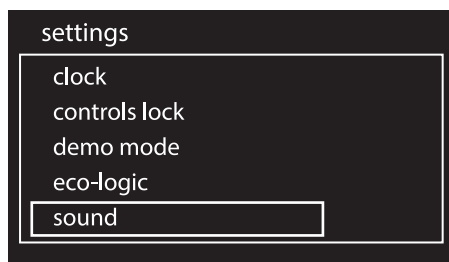 settings
clock
controls lock
demo mode
eco-logic
sound